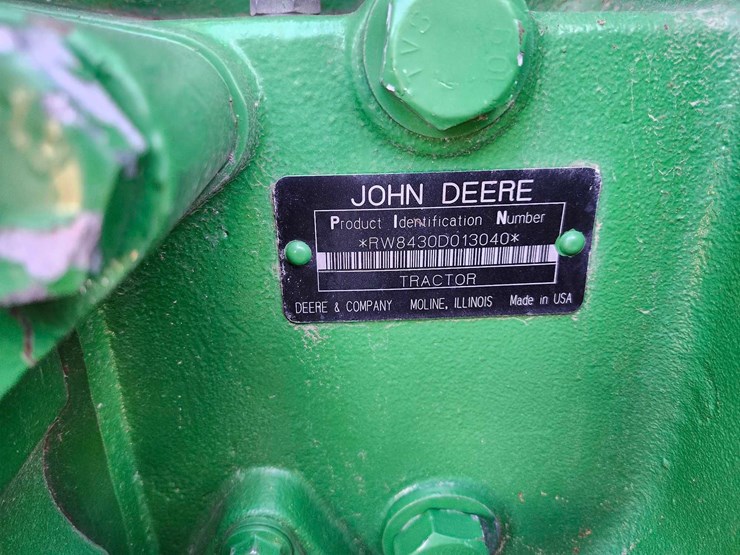 JOHN DEERE
Product Identification Number
*RW8430D013040*
TRACTOR
DEERE & COMPANY MOLINE, ILLINOIS Made in USA